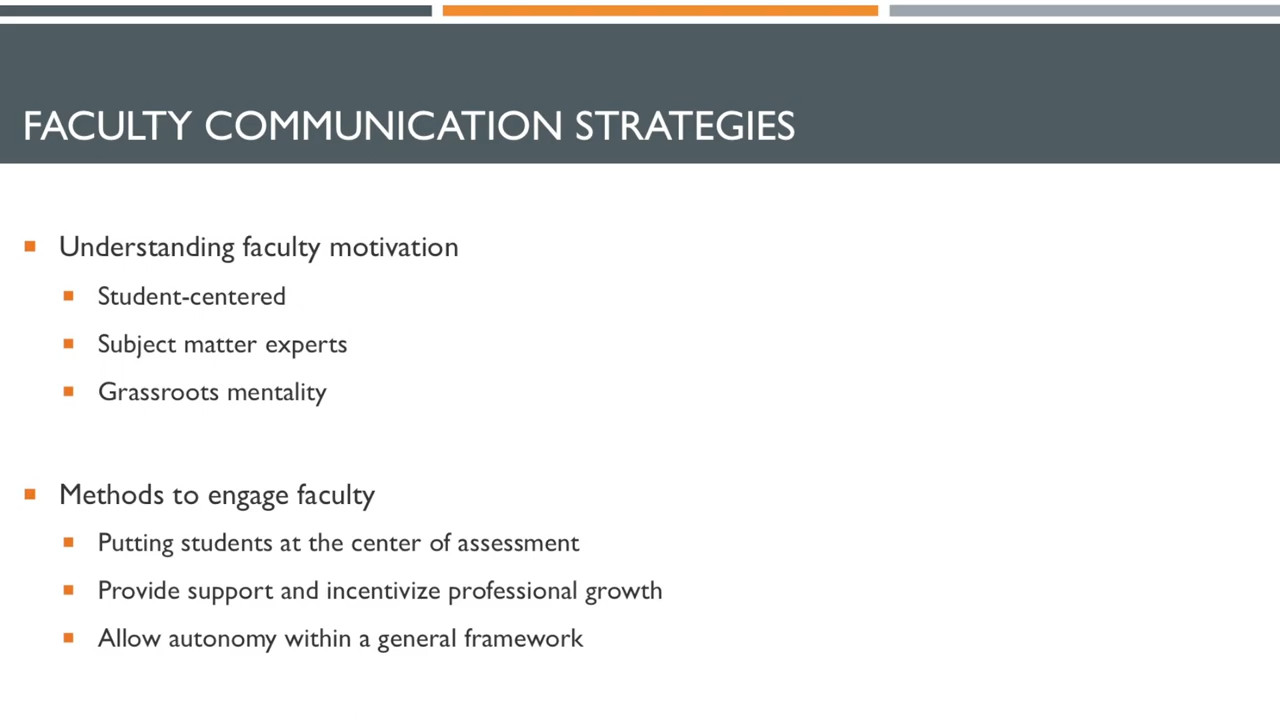 FACULTY COMMUNICATION STRATEGIES
Understanding faculty motivation
Student-centered
Subject matter experts
Grassroots mentality
Methods to engage faculty
Putting students at the center of assessment
Provide support and incentivize professional growth
Allow autonomy within a general framework